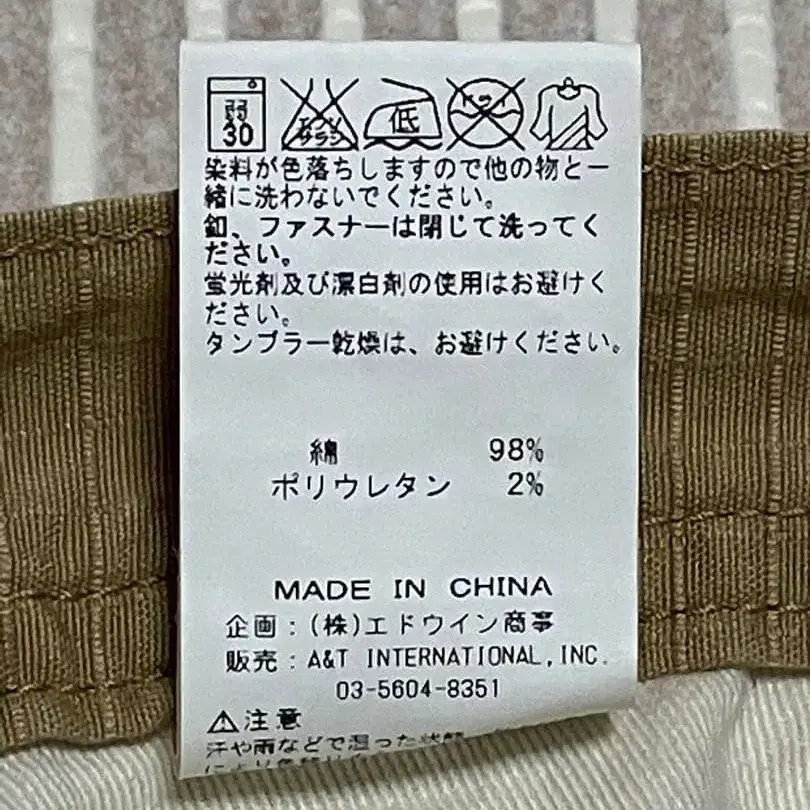 弱
30
エンソ
サラシ
低
ドライ
染料が色落ちしますので他の物と一
緒に洗わないでください。
釦、ファスナーは閉じて洗ってく
ださい。
蛍光剤及び漂白剤の使用はお避けく
ださい。
タンブラー乾燥は、お避けください。
綿 98%
ポリウレタン 2%
MADE IN CHINA
企画:(株)エドウイン商事
販売:A&T INTERNATIONAL,INC.
03-5604-8351
⚠注意
汗や雨などで湿った状態
により